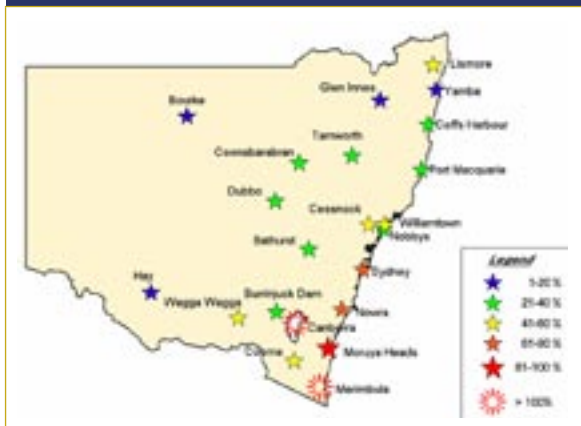 Lismore
Glen Innes
Yamba
Bourke
Coffs Harbour
Tamworth
Coonabarabran
Port Macquarie
Dubbo
Cessnock
Williamtown
Nobbys
Bathurst
Sydney
Legend
Hay
1-20 %
Wagga Wagga
Burrinjuck Dam
Nowra
21-40 %
Canberra
41-60 %
61-80 %
Cooma
Moruya Heads
81-100 %
Merimbula
> 100%